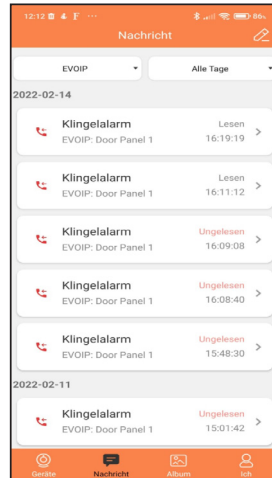 12:12 F ... 86%
Nachricht
EVOIP Alle Tage
2022-02-14
Klingelalarm Lesen
EVOIP: Door Panel 1 16:19:19
Klingelalarm Lesen
EVOIP: Door Panel 1 16:11:12
Klingelalarm Ungelesen
EVOIP: Door Panel 1 16:09:08
Klingelalarm Ungelesen
EVOIP: Door Panel 1 16:08:40
Klingelalarm Ungelesen
EVOIP: Door Panel 1 15:48:30
2022-02-11
Klingelalarm Ungelesen
EVOIP: Door Panel 1 15:01:42
Geräte Nachricht Album Ich